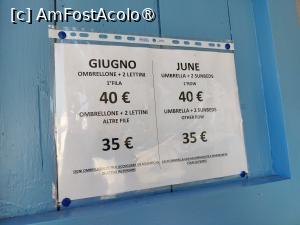 [c] AmFostAcolo®
GIUGNO
OMBRELLONE + 2 LETTINI
1°FILA
40 €
OMBRELLONE + 2 LETTINI
ALTRE FILE
35 €
JUNE
UMBRELLA + 2 SUNBEDS
1°ROW
40 €
UMBRELLA + 2 SUNBEDS
OTHER ROW
35 €